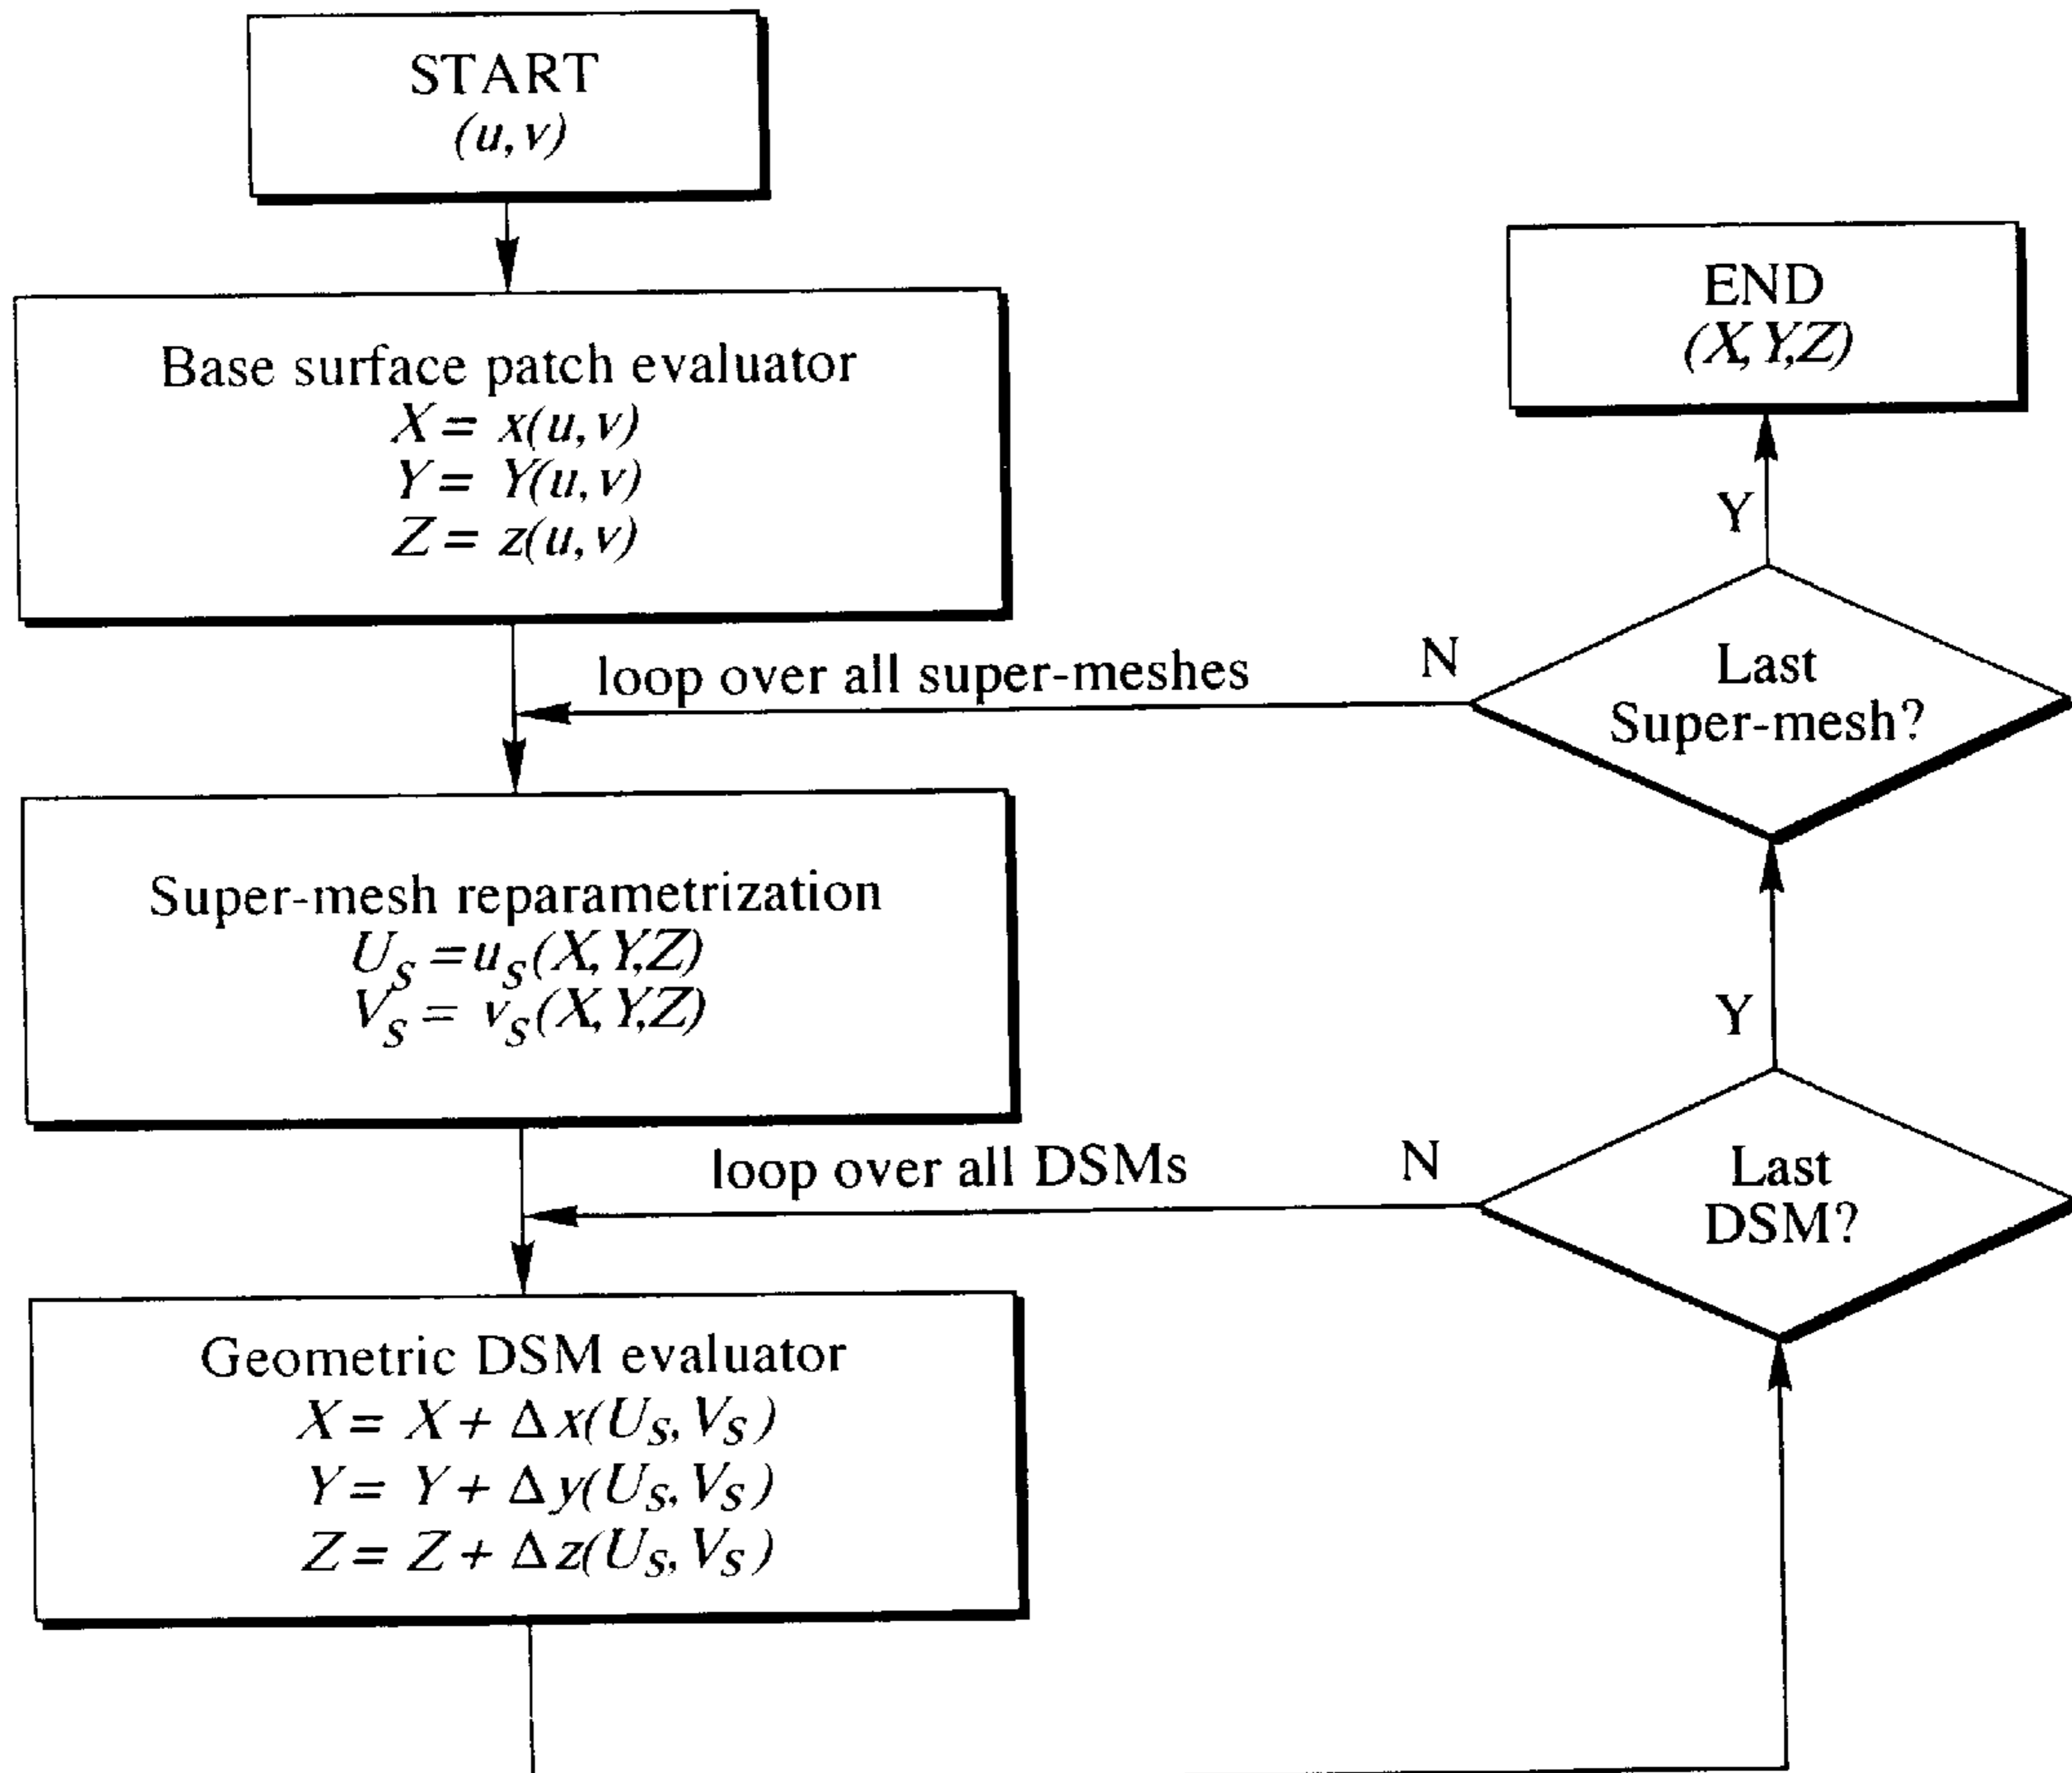 START
(u,v)
Base surface patch evaluator
X = x(u,v)
Y = Y(u,v)
Z = z(u,v)
loop over all super-meshes
Super-mesh reparametrization
U_S = u_S(X,Y,Z)
V_S = v_S(X,Y,Z)
loop over all DSMs
Geometric DSM evaluator
X = X + Δx(U_S,V_S)
Y = Y + Δy(U_S,V_S)
Z = Z + Δz(U_S,V_S)
END
(X,Y,Z)
Y
N
Last
Super-mesh?
Y
N
Last
DSM?